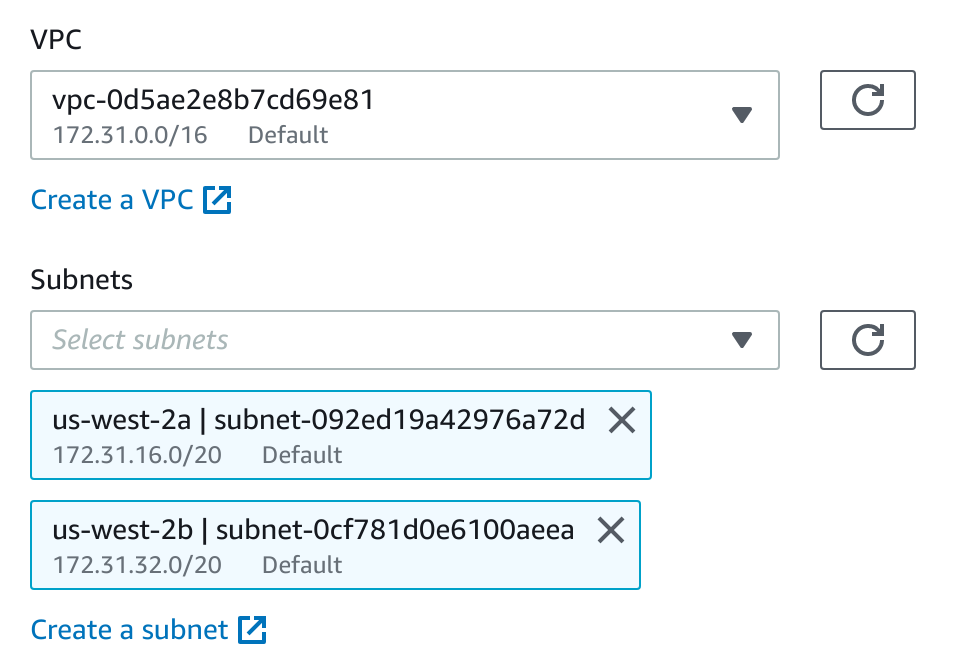 VPC
vpc-0d5ae2e8b7cd69e81
172.31.0.0/16 Default
Create a VPC
Subnets
Select subnets
us-west-2a | subnet-092ed19a42976a72d
172.31.16.0/20 Default
us-west-2b | subnet-0cf781d0e6100aeea
172.31.32.0/20 Default
Create a subnet